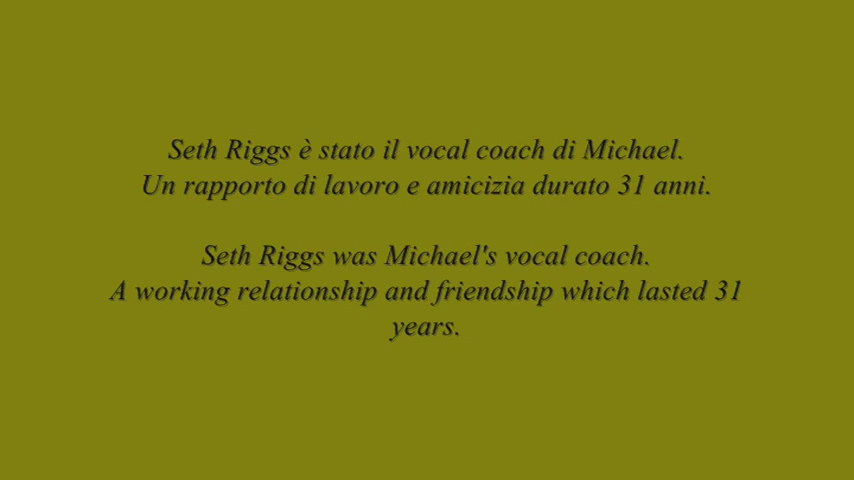 Seth Riggs è stato il vocal coach di Michael.
Un rapporto di lavoro e amicizia durato 31 anni.
Seth Riggs was Michael's vocal coach.
A working relationship and friendship which lasted 31
years.